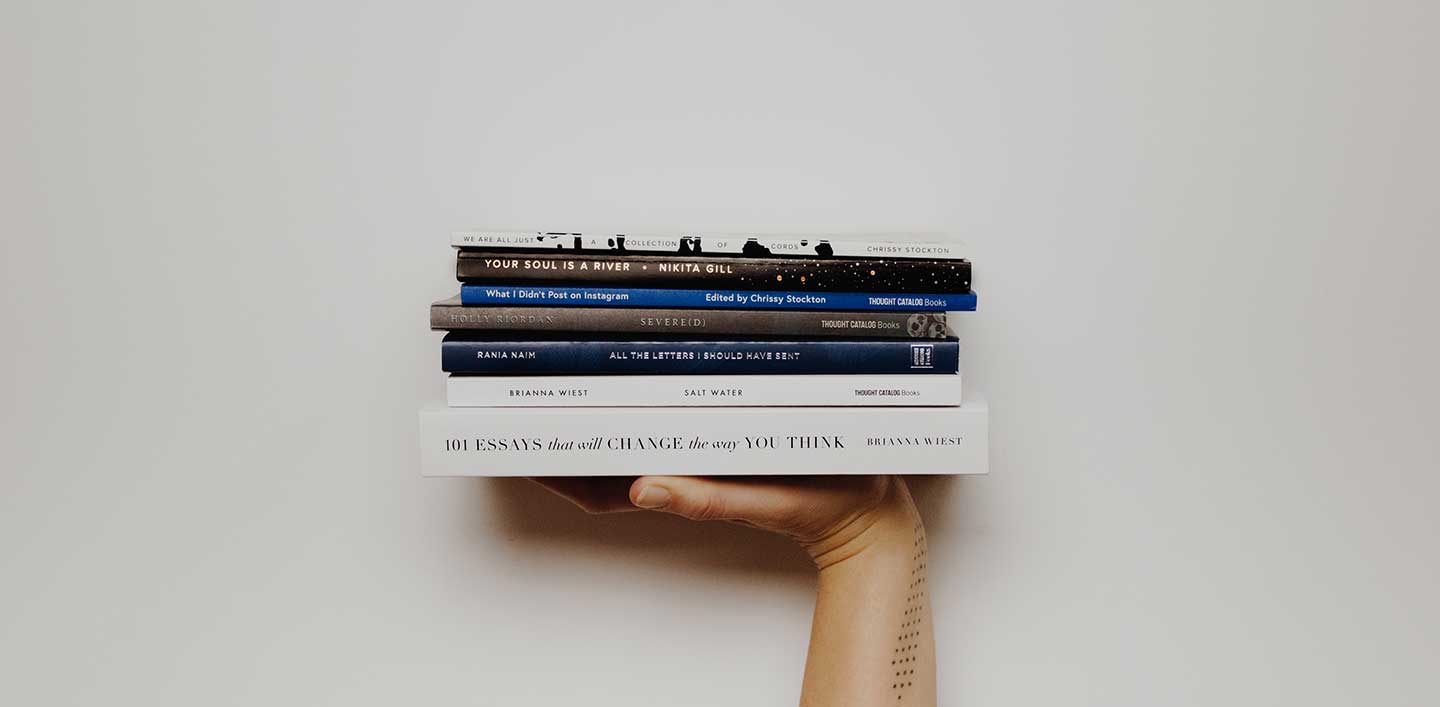 WE ARE ALL JUST A COLLECTION OF CORDS CHRISSY STOCKTON
YOUR SOUL IS A RIVER • NIKITA GILL
What I Didn't Post on Instagram Edited by Chrissy Stockton THOUGHT CATALOG Books
HOLLY RIORDAN SEVERE(D) THOUGHT CATALOG Books
RANIA NAIM ALL THE LETTERS I SHOULD HAVE SENT
BRIANNA WIEST SALT WATER THOUGHT CATALOG Books
101 ESSAYS that will CHANGE the way YOU THINK BRIANNA WIEST